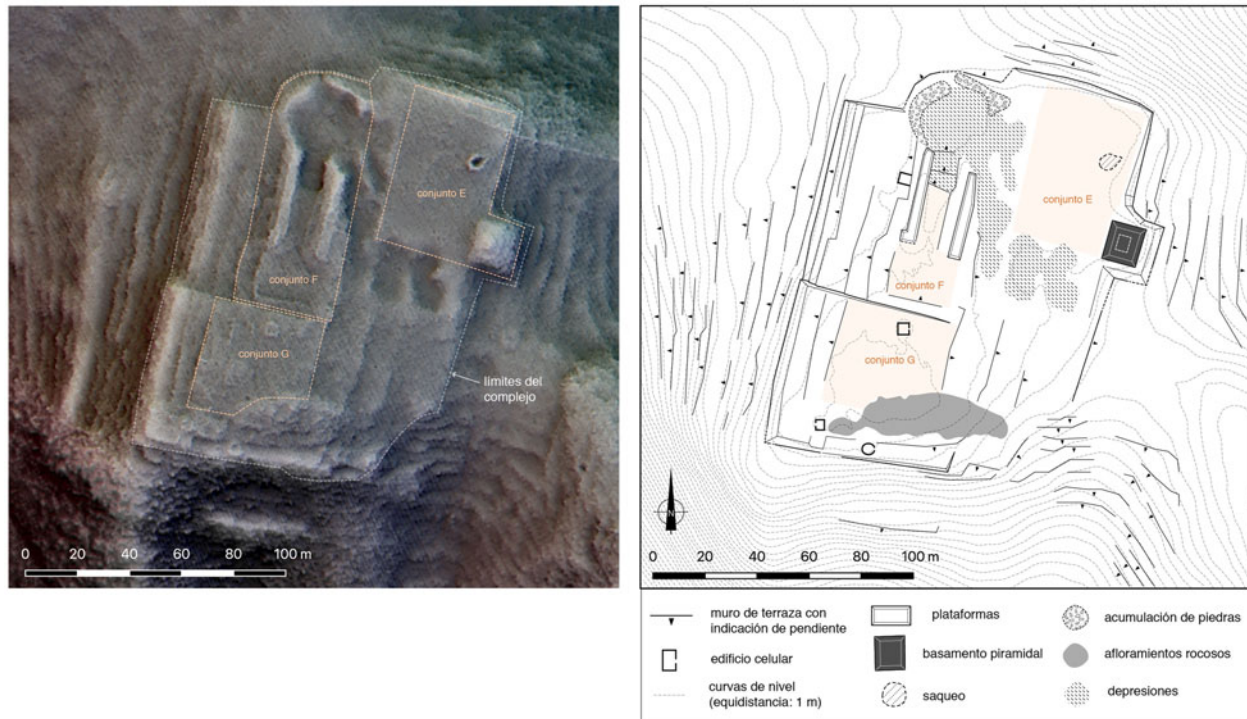 conjunto E
conjunto F
conjunto G
límites del
complejo
0 20 40 60 80 100 m
conjunto E
conjunto F
conjunto G
N
0 20 40 60 80 100 m
muro de terraza con
indicación de pendiente
edificio celular
curvas de nivel
(equidistancia: 1 m)
plataformas
basamento piramidal
saqueo
acumulación de piedras
afloramientos rocosos
depresiones